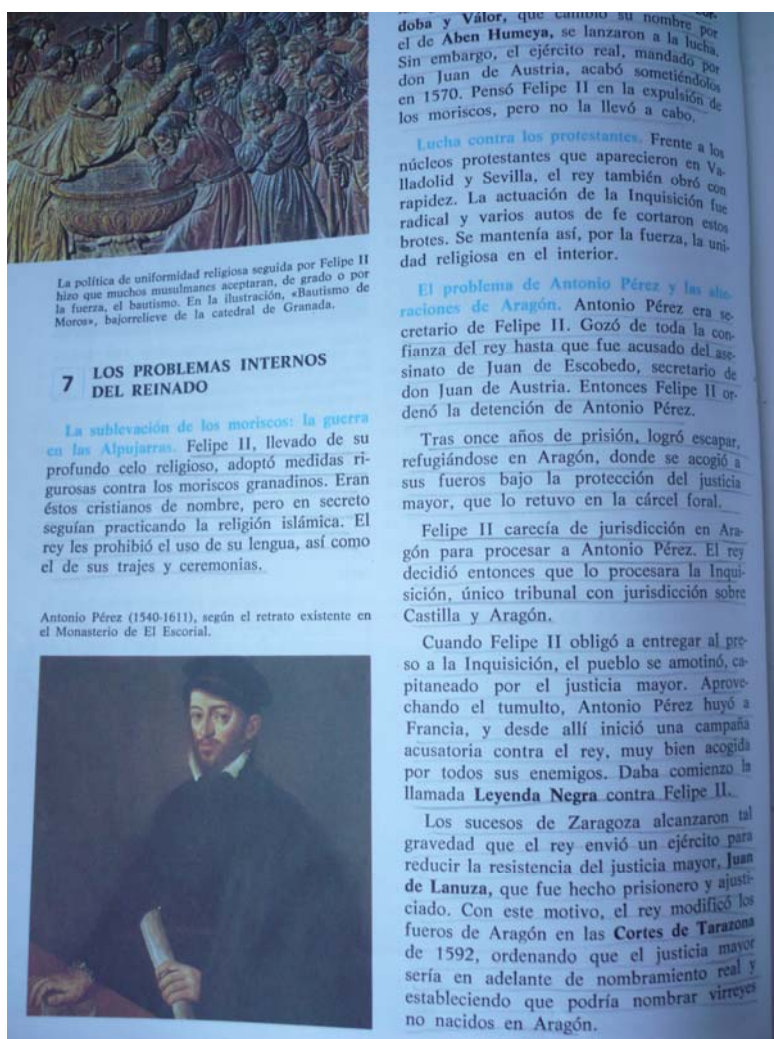 La política de uniformidad religiosa seguida por Felipe II
hizo que muchos musulmanes aceptaran, de grado o por
la fuerza, el bautismo. En la ilustración, «Bautismo de
Moros», bajorrelieve de la catedral de Granada.
7 LOS PROBLEMAS INTERNOS
DEL REINADO
La sublevación de los moriscos: la guerra
en las Alpujarras. Felipe II, llevado de su
profundo celo religioso, adoptó medidas ri-
gurosas contra los moriscos granadinos. Eran
éstos cristianos de nombre, pero en secreto
seguían practicando la religión islámica. El
rey les prohibió el uso de su lengua, así como
el de sus trajes y ceremonias.
Antonio Pérez (1540-1611), según el retrato existente en
el Monasterio de El Escorial.
doba y Válor, que cambió su nombre por
el de Aben Humeya, se lanzaron a la lucha.
Sin embargo, el ejército real, mandado por
don Juan de Austria, acabó sometiéndolos
en 1570. Pensó Felipe II en la expulsión de
los moriscos, pero no la llevó a cabo.
Lucha contra los protestantes. Frente a los
núcleos protestantes que aparecieron en Va-
lladolid y Sevilla, el rey también obró con
rapidez. La actuación de la Inquisición fue
radical y varios autos de fe cortaron estos
brotes. Se mantenía así, por la fuerza, la uni-
dad religiosa en el interior.
El problema de Antonio Pérez y las alte-
raciones de Aragón. Antonio Pérez era se-
cretario de Felipe II. Gozó de toda la con-
fianza del rey hasta que fue acusado del ase-
sinato de Juan de Escobedo, secretario de
don Juan de Austria. Entonces Felipe II or-
denó la detención de Antonio Pérez.
Tras once años de prisión, logró escapar,
refugiándose en Aragón, donde se acogió a
sus fueros bajo la protección del justicia
mayor, que lo retuvo en la cárcel foral.
Felipe II carecía de jurisdicción en Ara-
gón para procesar a Antonio Pérez. El rey
decidió entonces que lo procesara la Inqui-
sición, único tribunal con jurisdicción sobre
Castilla y Aragón.
Cuando Felipe II obligó a entregar al pre-
so a la Inquisición, el pueblo se amotinó, ca-
pitaneado por el justicia mayor. Aprove-
chando el tumulto, Antonio Pérez huyó a
Francia, y desde allí inició una campaña
acusatoria contra el rey, muy bien acogida
por todos sus enemigos. Daba comienzo la
llamada Leyenda Negra contra Felipe II.
Los sucesos de Zaragoza alcanzaron tal
gravedad que el rey envió un ejército para
reducir la resistencia del justicia mayor, Juan
de Lanuza, que fue hecho prisionero y ajusti-
ciado. Con este motivo, el rey modificó los
fueros de Aragón en las Cortes de Tarazona
de 1592, ordenando que el justicia mayor
sería en adelante de nombramiento real y
estableciendo que podría nombrar virreyes
no nacidos en Aragón.